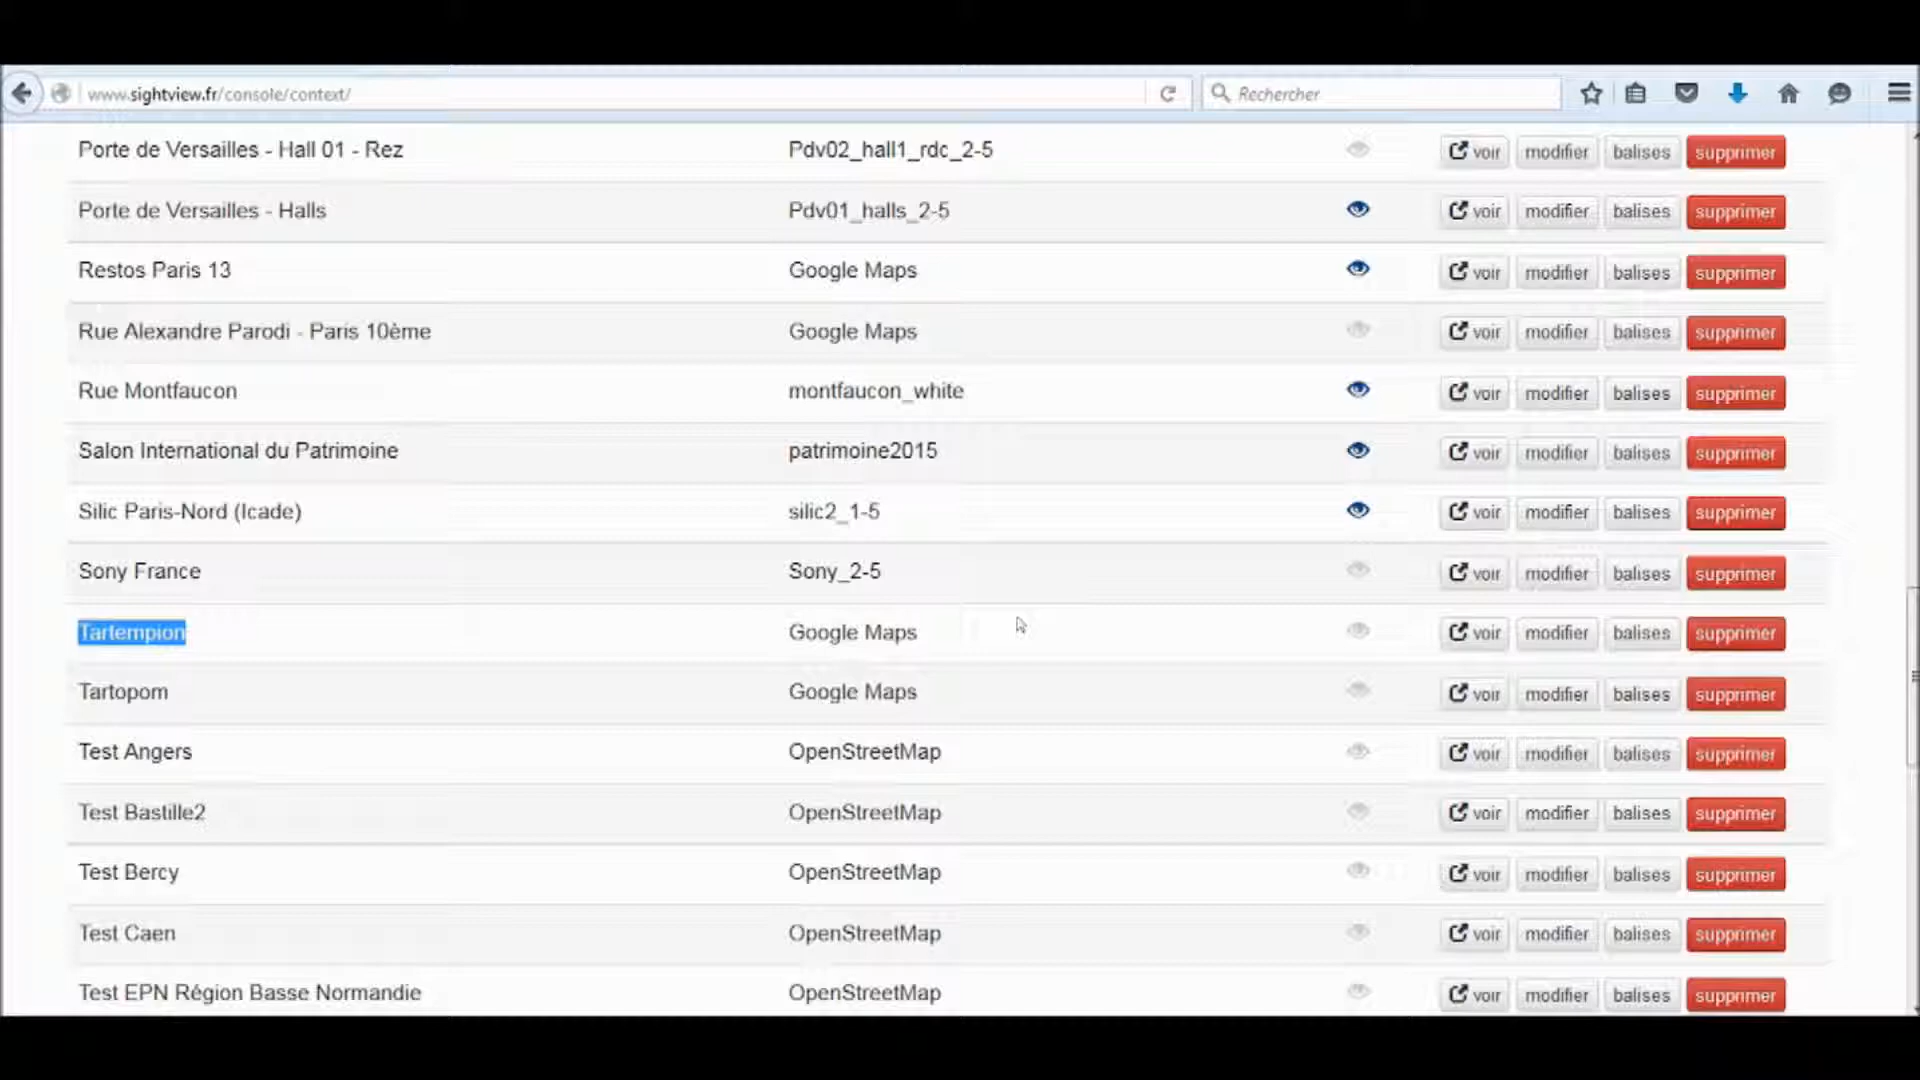 www.sightview.fr/console/context/ Rechercher
Porte de Versailles - Hall 01 - Rez Pdv02_hall1_rdc_2-5 voir modifier balises supprimer
Porte de Versailles - Halls Pdv01_halls_2-5 voir modifier balises supprimer
Restos Paris 13 Google Maps voir modifier balises supprimer
Rue Alexandre Parodi - Paris 10ème Google Maps voir modifier balises supprimer
Rue Montfaucon montfaucon_white voir modifier balises supprimer
Salon International du Patrimoine patrimoine2015 voir modifier balises supprimer
Silic Paris-Nord (Icade) silic2_1-5 voir modifier balises supprimer
Sony France Sony_2-5 voir modifier balises supprimer
Tartempion Google Maps voir modifier balises supprimer
Tartopom Google Maps voir modifier balises supprimer
Test Angers OpenStreetMap voir modifier balises supprimer
Test Bastille2 OpenStreetMap voir modifier balises supprimer
Test Bercy OpenStreetMap voir modifier balises supprimer
Test Caen OpenStreetMap voir modifier balises supprimer
Test EPN Région Basse Normandie OpenStreetMap voir modifier balises supprimer